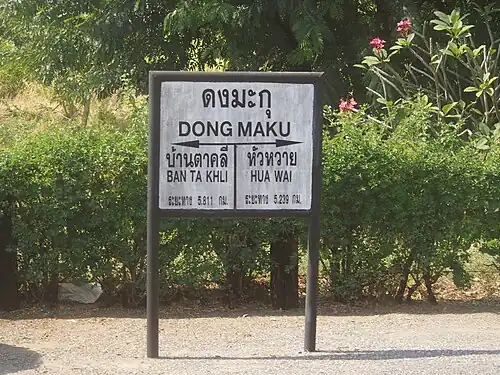 ดงมะกุ
DONG MAKU
บ้านตาคลี หัวหวาย
BAN TA KHLI HUA WAI
ระยะทาง 5.811 กม. ระยะทาง 5.239 กม.